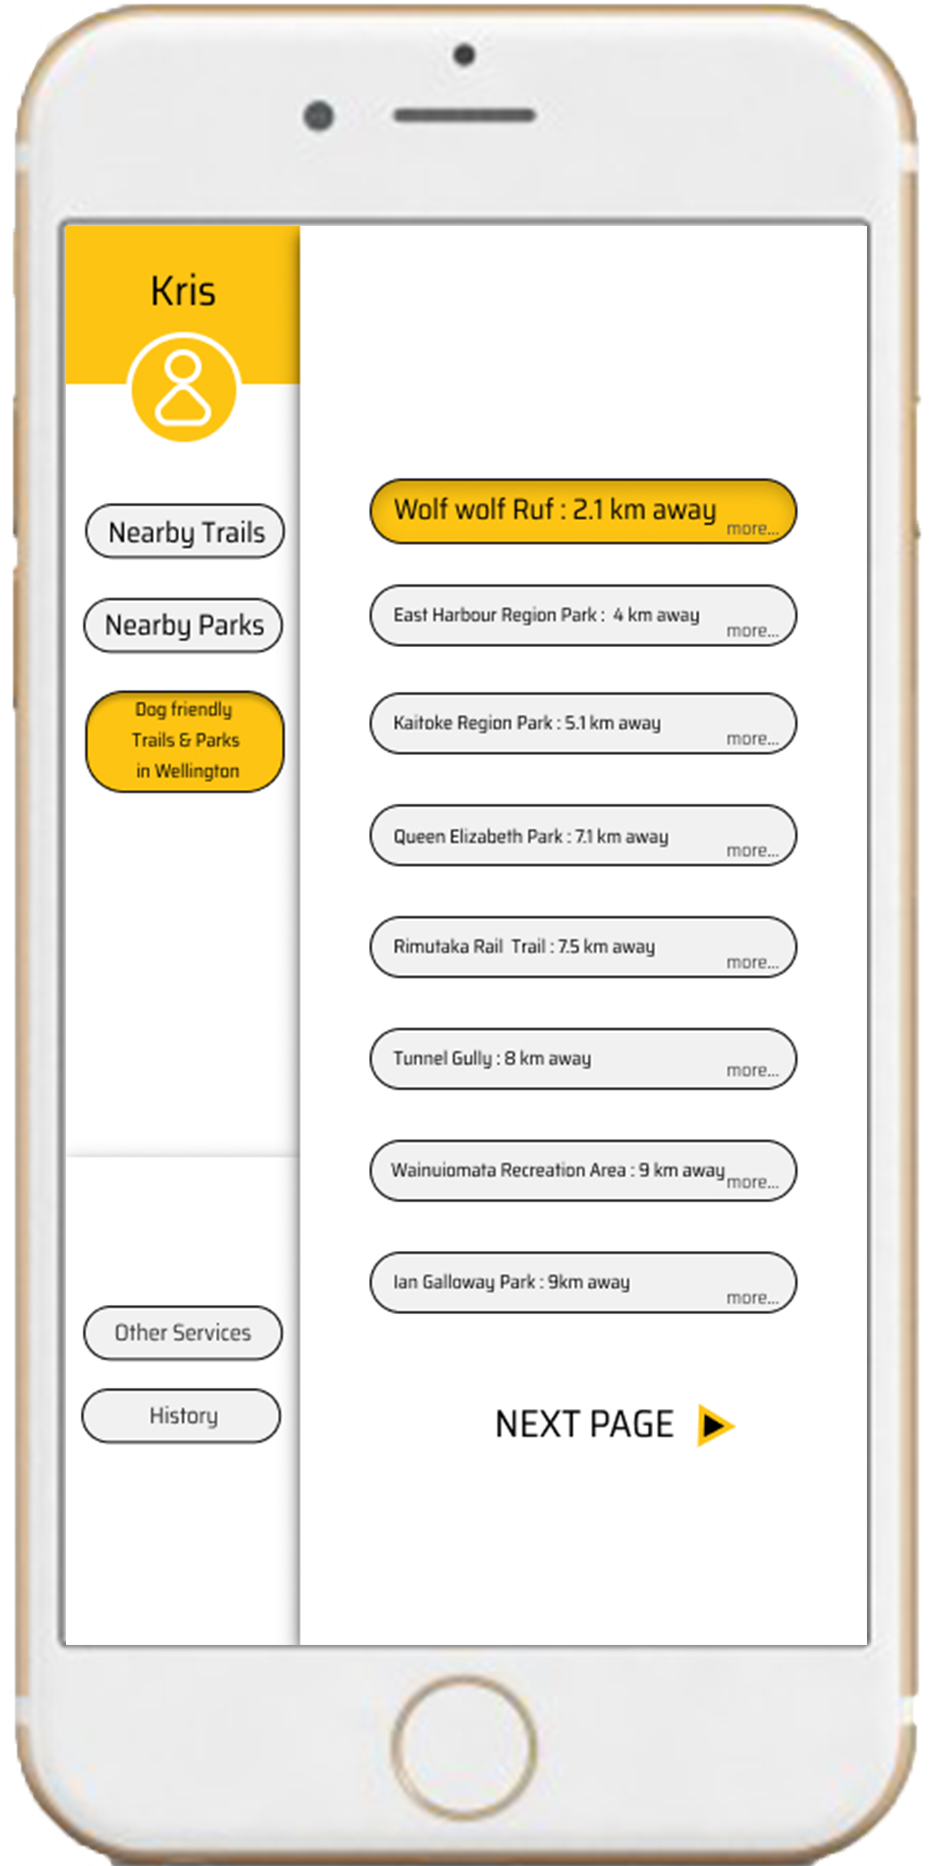 Kris
Nearby Trails
Nearby Parks
Dog friendly
Trails & Parks
in Wellington
Other Services
History
Wolf wolf Ruf : 2.1 km away
more...
East Harbour Region Park :  4 km away
more...
Kaitoke Region Park : 5.1 km away
more...
Queen Elizabeth Park : 7.1 km away
more...
Rimutaka Rail  Trail : 7.5 km away
more...
Tunnel Gully : 8 km away
more...
Wainuiomata Recreation Area : 9 km away
more...
Ian Galloway Park : 9km away
more...
NEXT PAGE